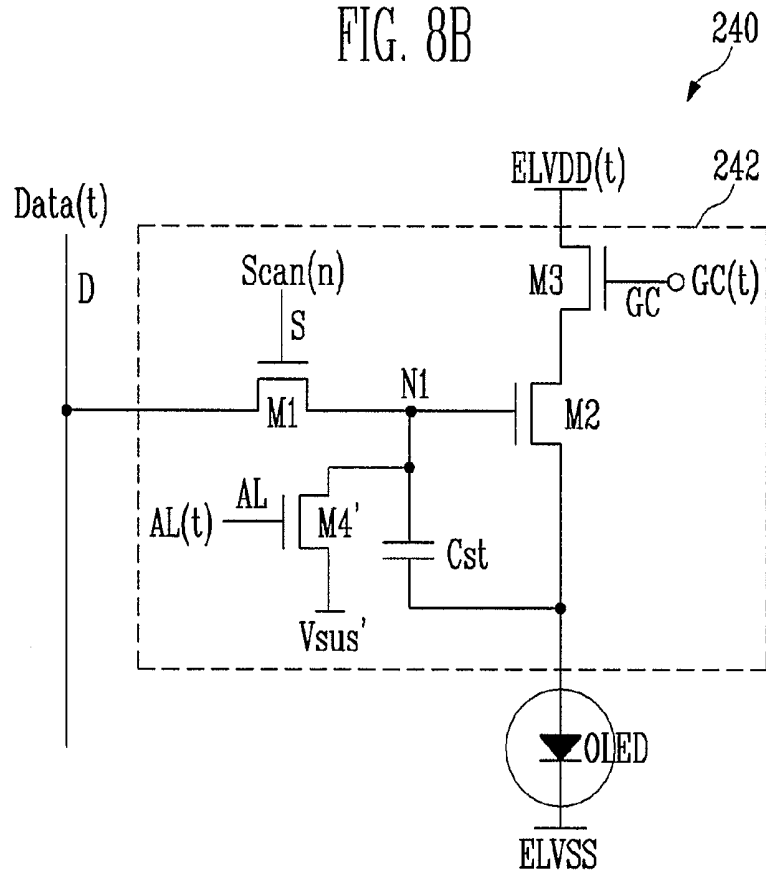 FIG. 8B
240
ELVDD(t)
242
Data(t)
D
Scan(n)
S
M3
GC
GC(t)
N1
M1
M2
AL(t)
AL
M4'
Cst
Vsus'
OLED
ELVSS